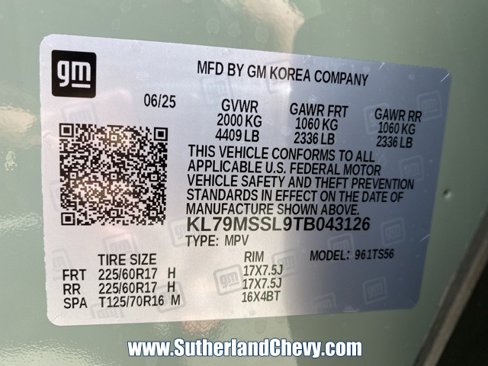 gm
MFD BY GM KOREA COMPANY
06/25 GVWR GAWR FRT GAWR RR
2000 KG 1060 KG 1060 KG
4409 LB 2336 LB 2336 LB
THIS VEHICLE CONFORMS TO ALL
APPLICABLE U.S. FEDERAL MOTOR
VEHICLE SAFETY AND THEFT PREVENTION
STANDARDS IN EFFECT ON THE DATE OF
MANUFACTURE SHOWN ABOVE.
KL79MSSL9TB043126
TYPE: MPV MODEL: 961TS56
TIRE SIZE RIM
FRT 225/60R17 H 17X7.5J
RR 225/60R17 H 17X7.5J
SPA T125/70R16 M 16X4BT
www.SutherlandChevy.com